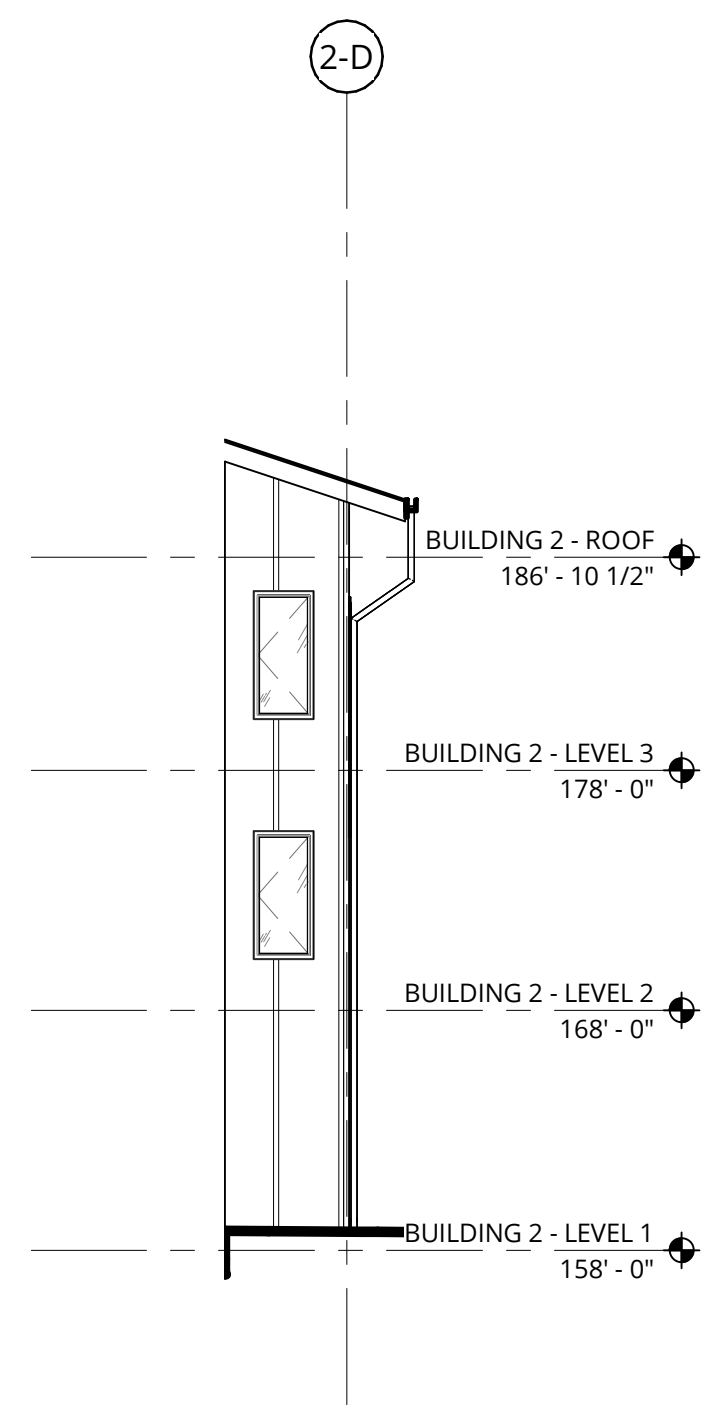 2-D
BUILDING 2 - ROOF
186' - 10 1/2"
BUILDING 2 - LEVEL 3
178' - 0"
BUILDING 2 - LEVEL 2
168' - 0"
BUILDING 2 - LEVEL 1
158' - 0"